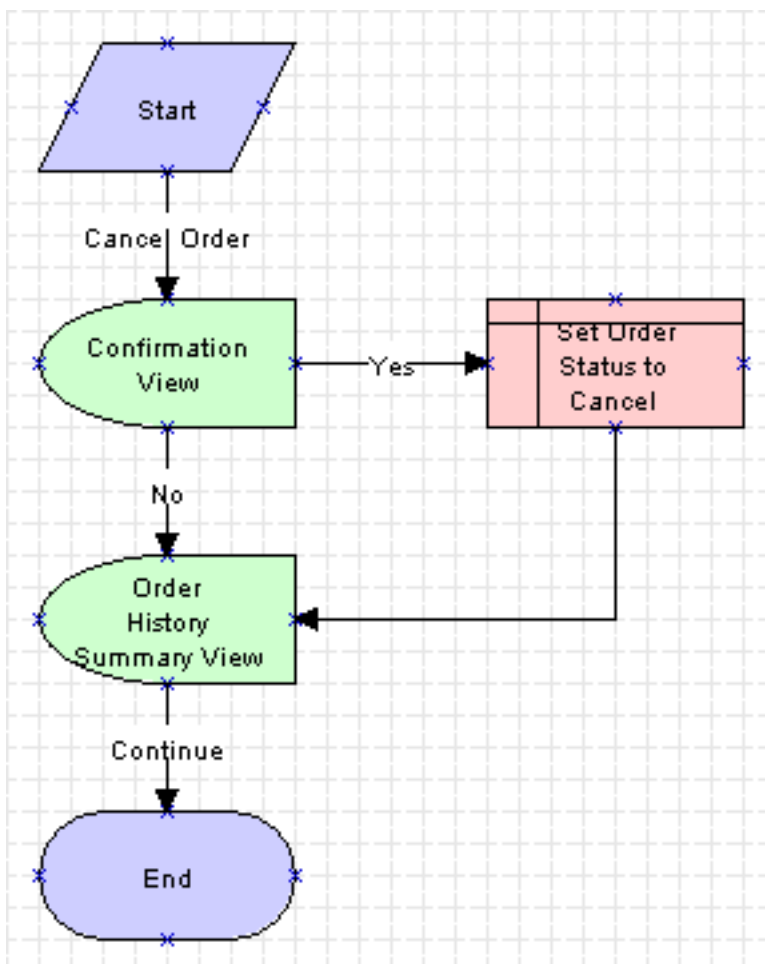 Start
Cancel Order
Confirmation
View
Yes
Set Order
Status to
Cancel
No
Order
History
Summary View
Continue
End